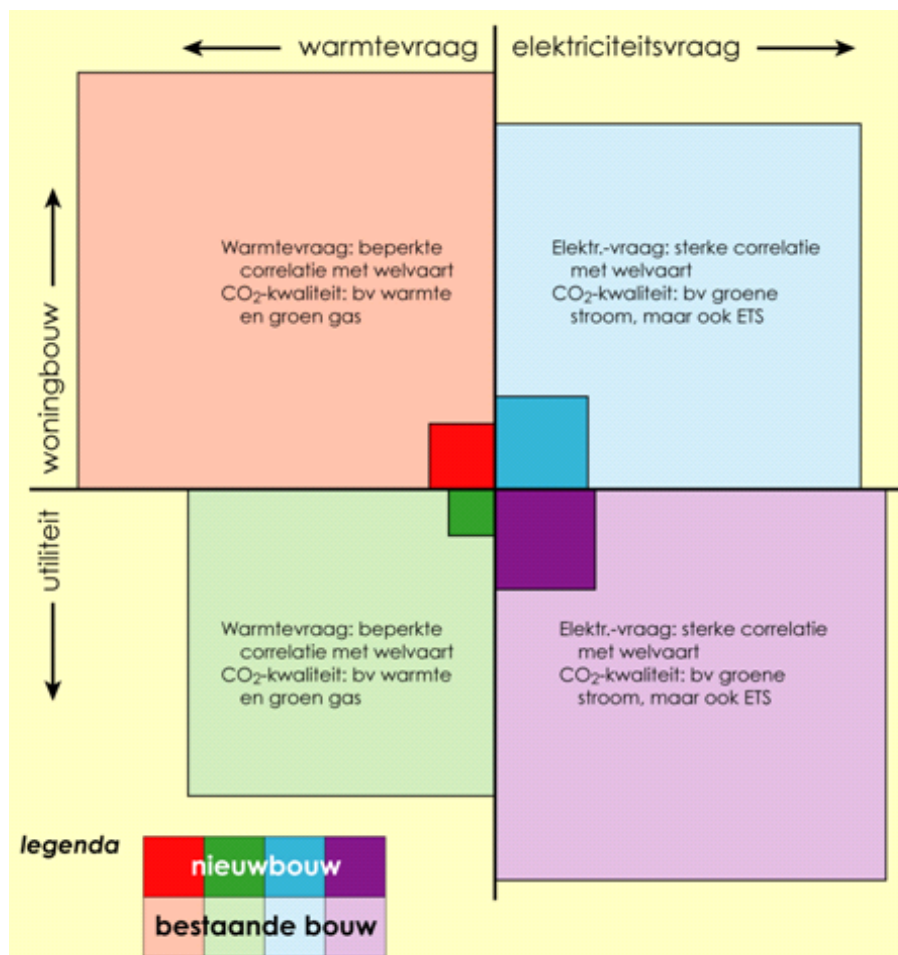 warmtevraag
elektriciteitsvraag
woningbouw
Warmtevraag: beperkte
correlatie met welvaart
CO2-kwaliteit: bv warmte
en groen gas
Elektr.-vraag: sterke correlatie
met welvaart
CO2-kwaliteit: bv groene
stroom, maar ook ETS
utiliteit
Warmtevraag: beperkte
correlatie met welvaart
CO2-kwaliteit: bv warmte
en groen gas
Elektr.-vraag: sterke correlatie
met welvaart
CO2-kwaliteit: bv groene
stroom, maar ook ETS
legenda
nieuwbouw
bestaande bouw